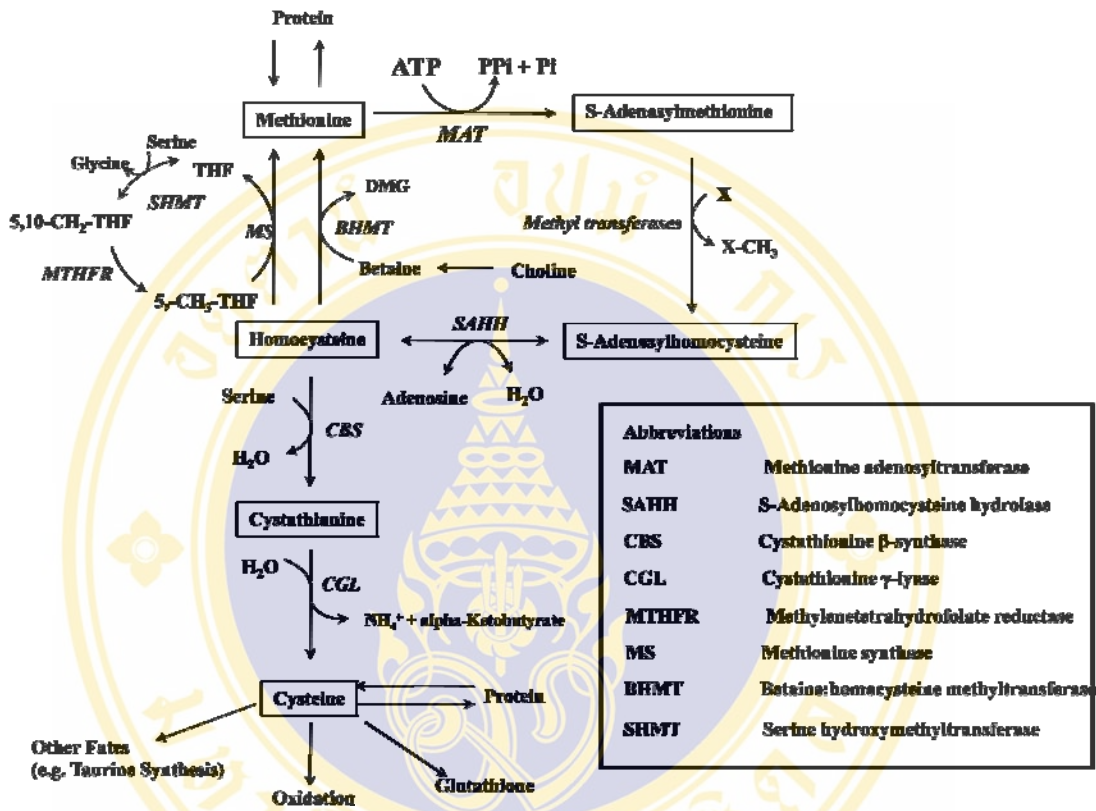 Protein
ATP PPi + Pi
Methionine
MAT
S-Adenasylmethionine
Serine
Glycine
THF
SHMT
5,10-CH₂-THF
MTHFR
5,-CH₃-THF
MS
BHMT
DMG
Betaine
Choline
Methyl transferases
X
X-CH₃
Homocysteine
SAHH
S-Adenosylhomocysteine
Adenosine
H₂O
Serine
CBS
H₂O
Cystathianine
H₂O
CGL
NH₄⁺ + alpha-Ketobutyrate
Cysteine
Protein
Other Fates
(e.g. Taurine Synthesis)
Oxidation
Glutathione
Abbreviations
MAT Methionine adenosyltransferase
SAHH S-Adenosylhomocysteine hydrolase
CBS Cystathionine β-synthase
CGL Cystathionine γ-lyase
MTHFR Methylenetetrahydrofolate reductase
MS Methionine synthase
BHMT Betaine:homocysteine methyltransferase
SHMT Serine hydroxymethyltransferase